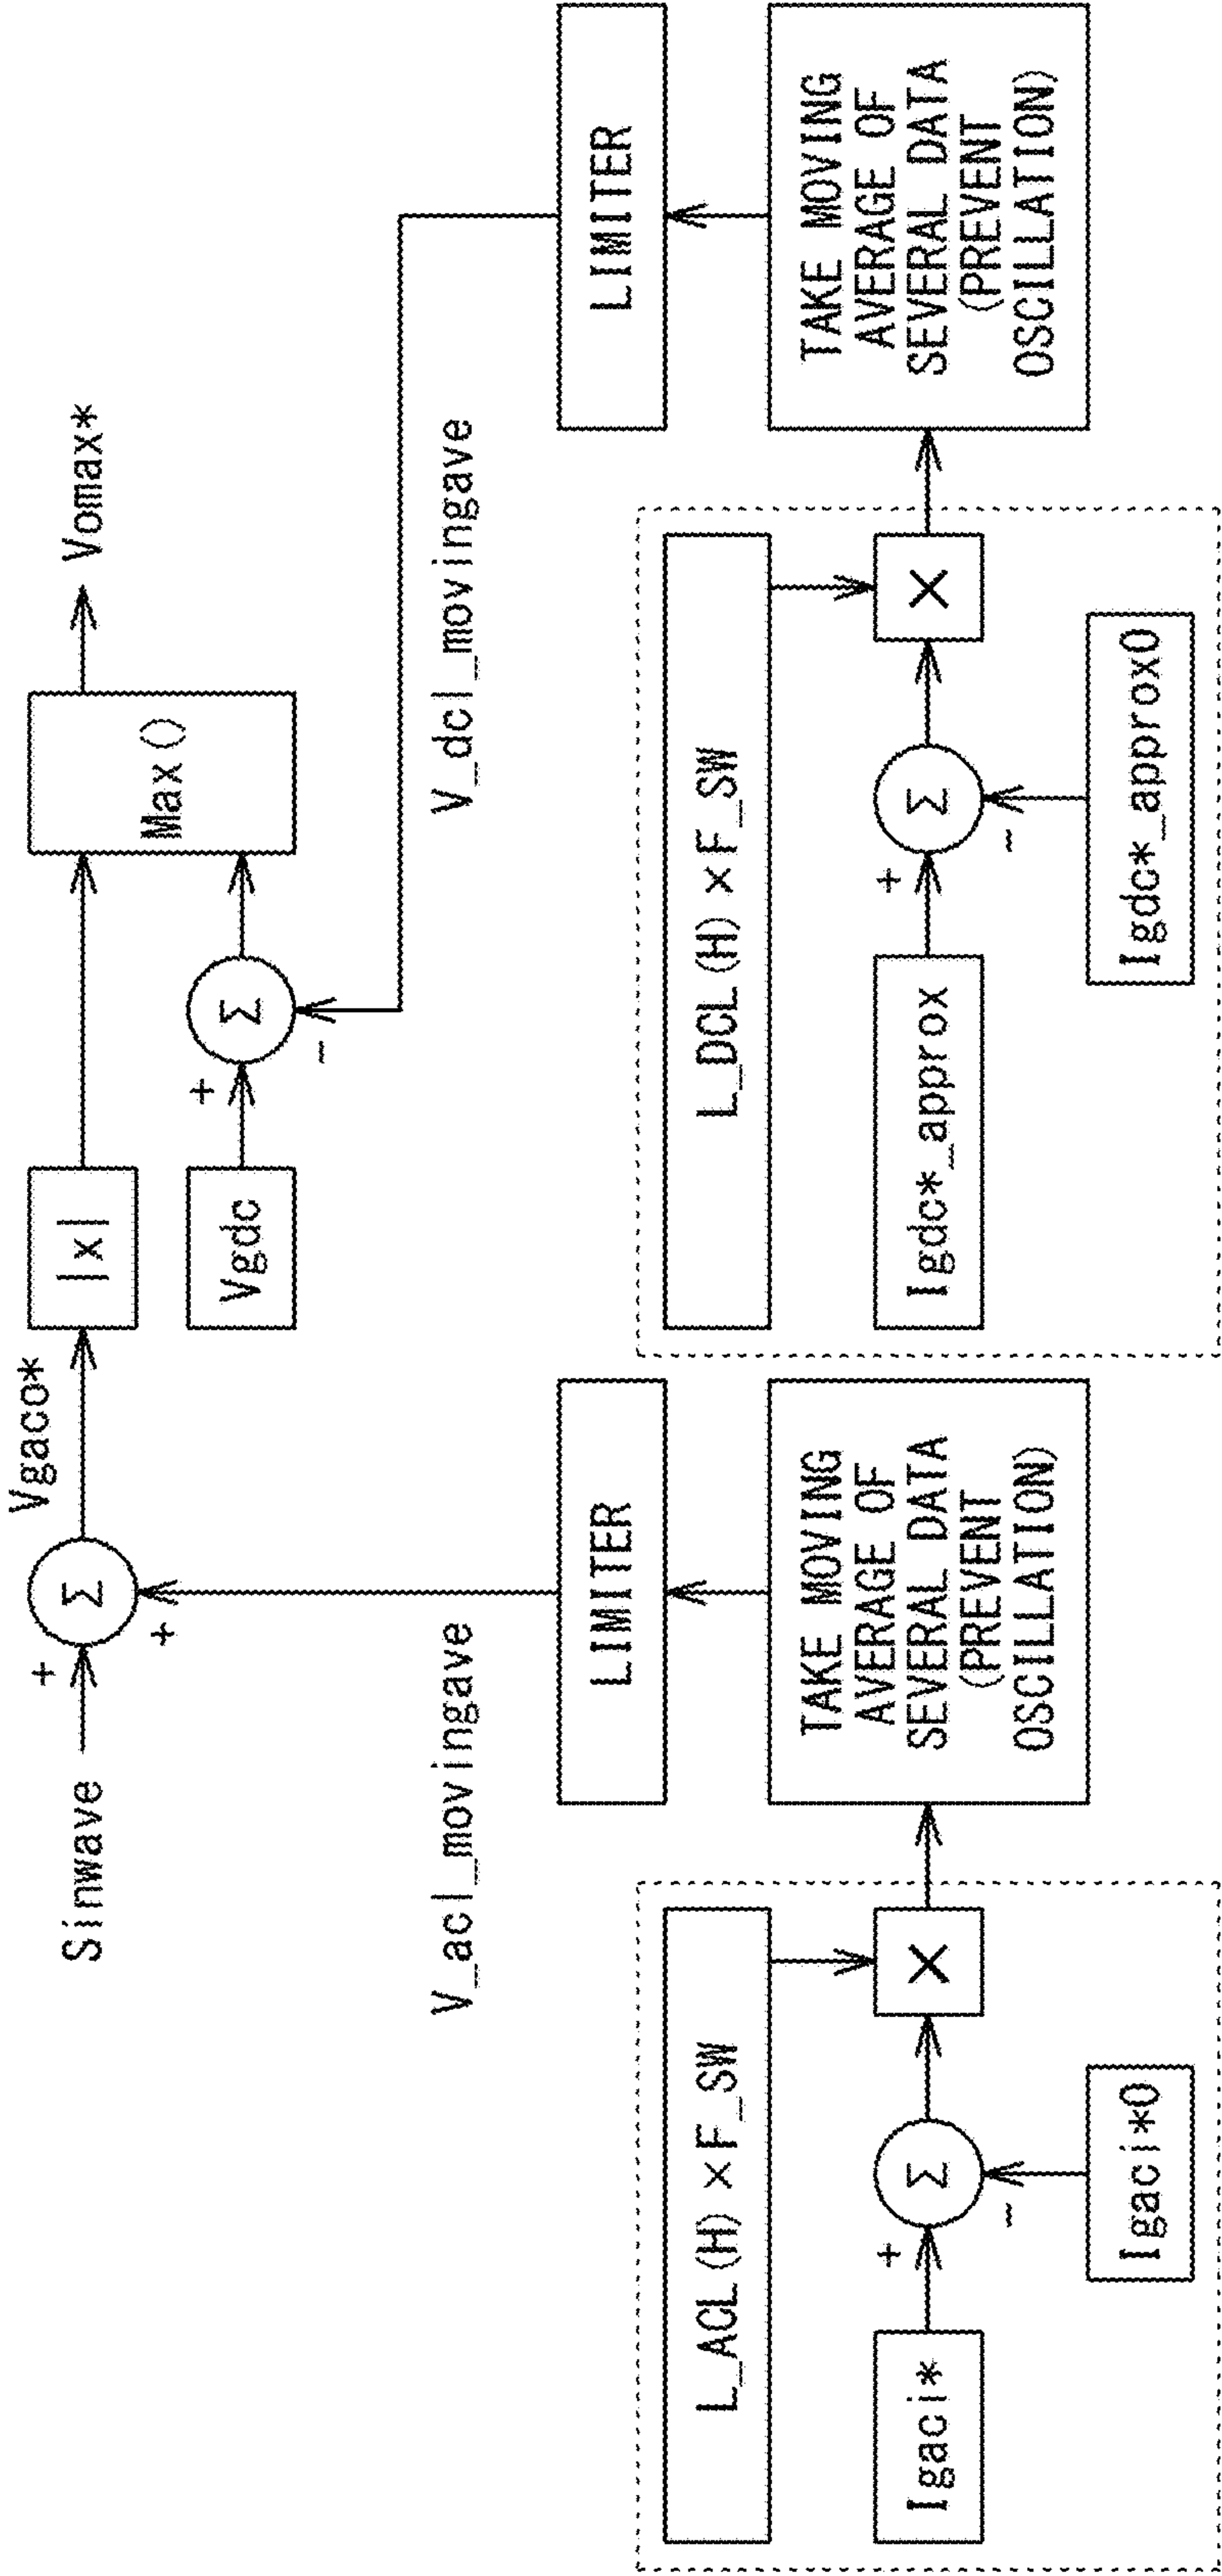 Sinwave
+
+
Σ
Vgaco*
|x|
Vgdc
+
-
Σ
Max()
Vomax*
V_acl_movingave
V_dcl_movingave
LIMITER
TAKE MOVING
AVERAGE OF
SEVERAL DATA
(PREVENT
OSCILLATION)
L_ACL(H)×F_SW
Igaci*
+
-
Σ
×
Igaci*0
LIMITER
TAKE MOVING
AVERAGE OF
SEVERAL DATA
(PREVENT
OSCILLATION)
L_DCL(H)×F_SW
Igdc*_approx
+
-
Σ
×
Igdc*_approx0